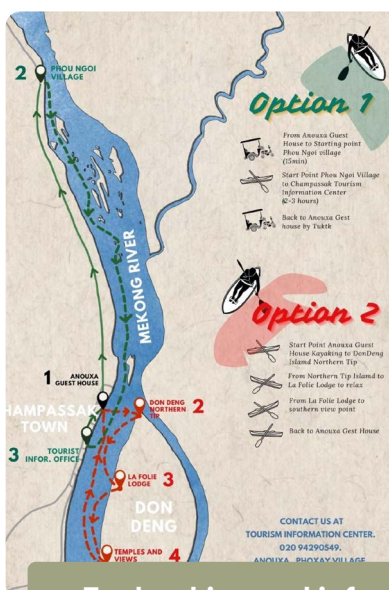 2 PHOU NGOI
VILLAGE
Option 1
From Anouxa Guest
House to Starting point
Phou Ngoi village
(15min)
Start Point Phou Ngoi Village
to Champassak Tourism
Information Center
(2-3 hours)
Back to Anouxa Gest
house by Tuktk
MEKONG RIVER
Option 2
Start Point Anouxa Guest
House Kayaking to DonDeng
Islamd Northern Tip
From Northern Tip Islamd to
La Folie Lodge to relax
From La Folie Lodge to
southern view point
Back to Anouxa Gest House
1 ANOUXA
GUEST HOUSE
HAMPASSAK
TOWN
DON DENG
NORTHERN
TIP
2
3 TOURIST
INFOR. OFFICE
LA FOLIE
LODGE
3
DON
DENG
TEMPLES AND
VIEWS
4
CONTACT US AT
TOURISM INFORMATION CENTER.
020 94290549.
ANOUXA PHOXAY VILLAGE